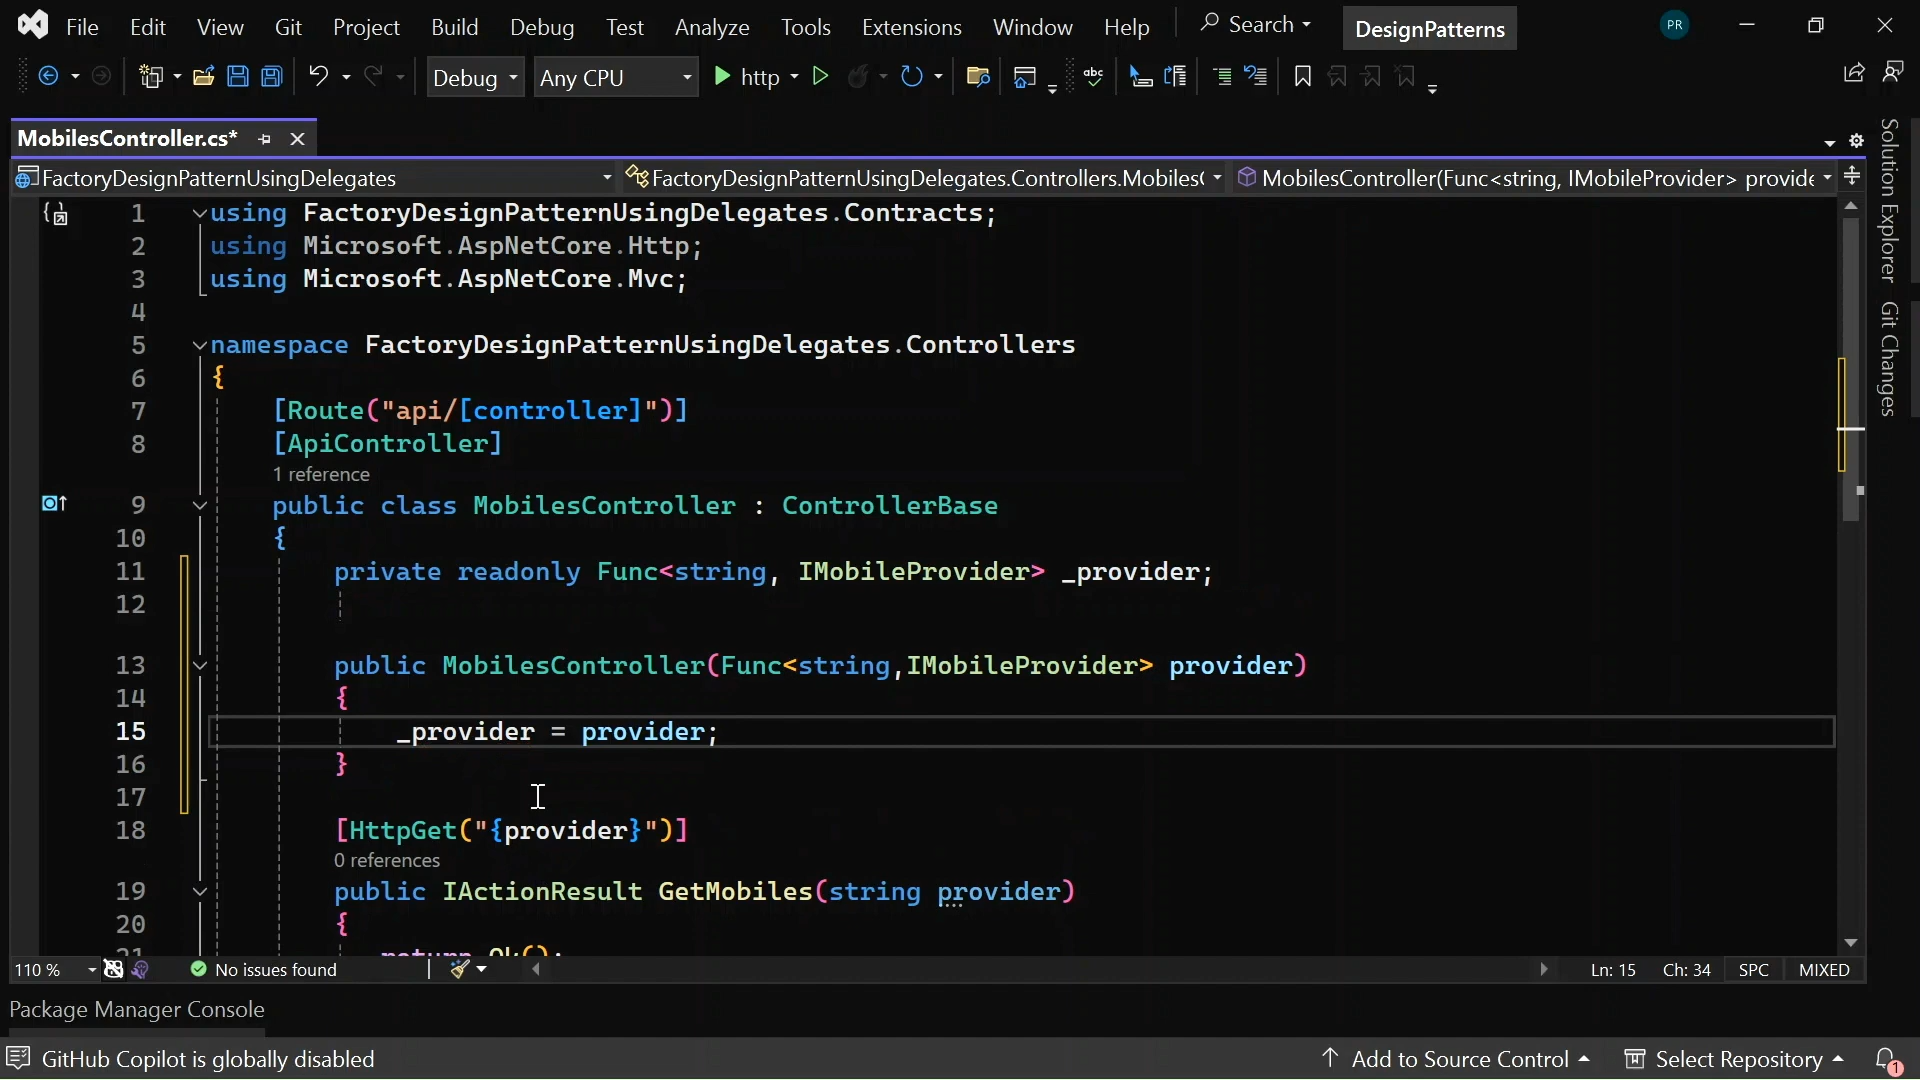 File Edit View Git Project Build Debug Test Analyze Tools Extensions Window Help Search DesignPatterns PR
Debug Any CPU http abc
MobilesController.cs*
FactoryDesignPatternUsingDelegates FactoryDesignPatternUsingDelegates.Controllers.Mobiles( MobilesController(Func<string, IMobileProvider> provide
1 using FactoryDesignPatternUsingDelegates.Contracts;
2 using Microsoft.AspNetCore.Http;
3 using Microsoft.AspNetCore.Mvc;
4
5 namespace FactoryDesignPatternUsingDelegates.Controllers
6 {
7 [Route("api/[controller]")]
8 [ApiController]
1 reference
9 public class MobilesController : ControllerBase
10 {
11 private readonly Func<string, IMobileProvider> _provider;
12
13 public MobilesController(Func<string,IMobileProvider> provider)
14 {
15 _provider = provider;
16 }
17
18 [HttpGet("{provider}")]
0 references
19 public IActionResult GetMobiles(string provider)
20 {
21 return Ok();
Solution Explorer
Git Changes
110 % No issues found Ln: 15 Ch: 34 SPC MIXED
Package Manager Console
GitHub Copilot is globally disabled Add to Source Control Select Repository 1